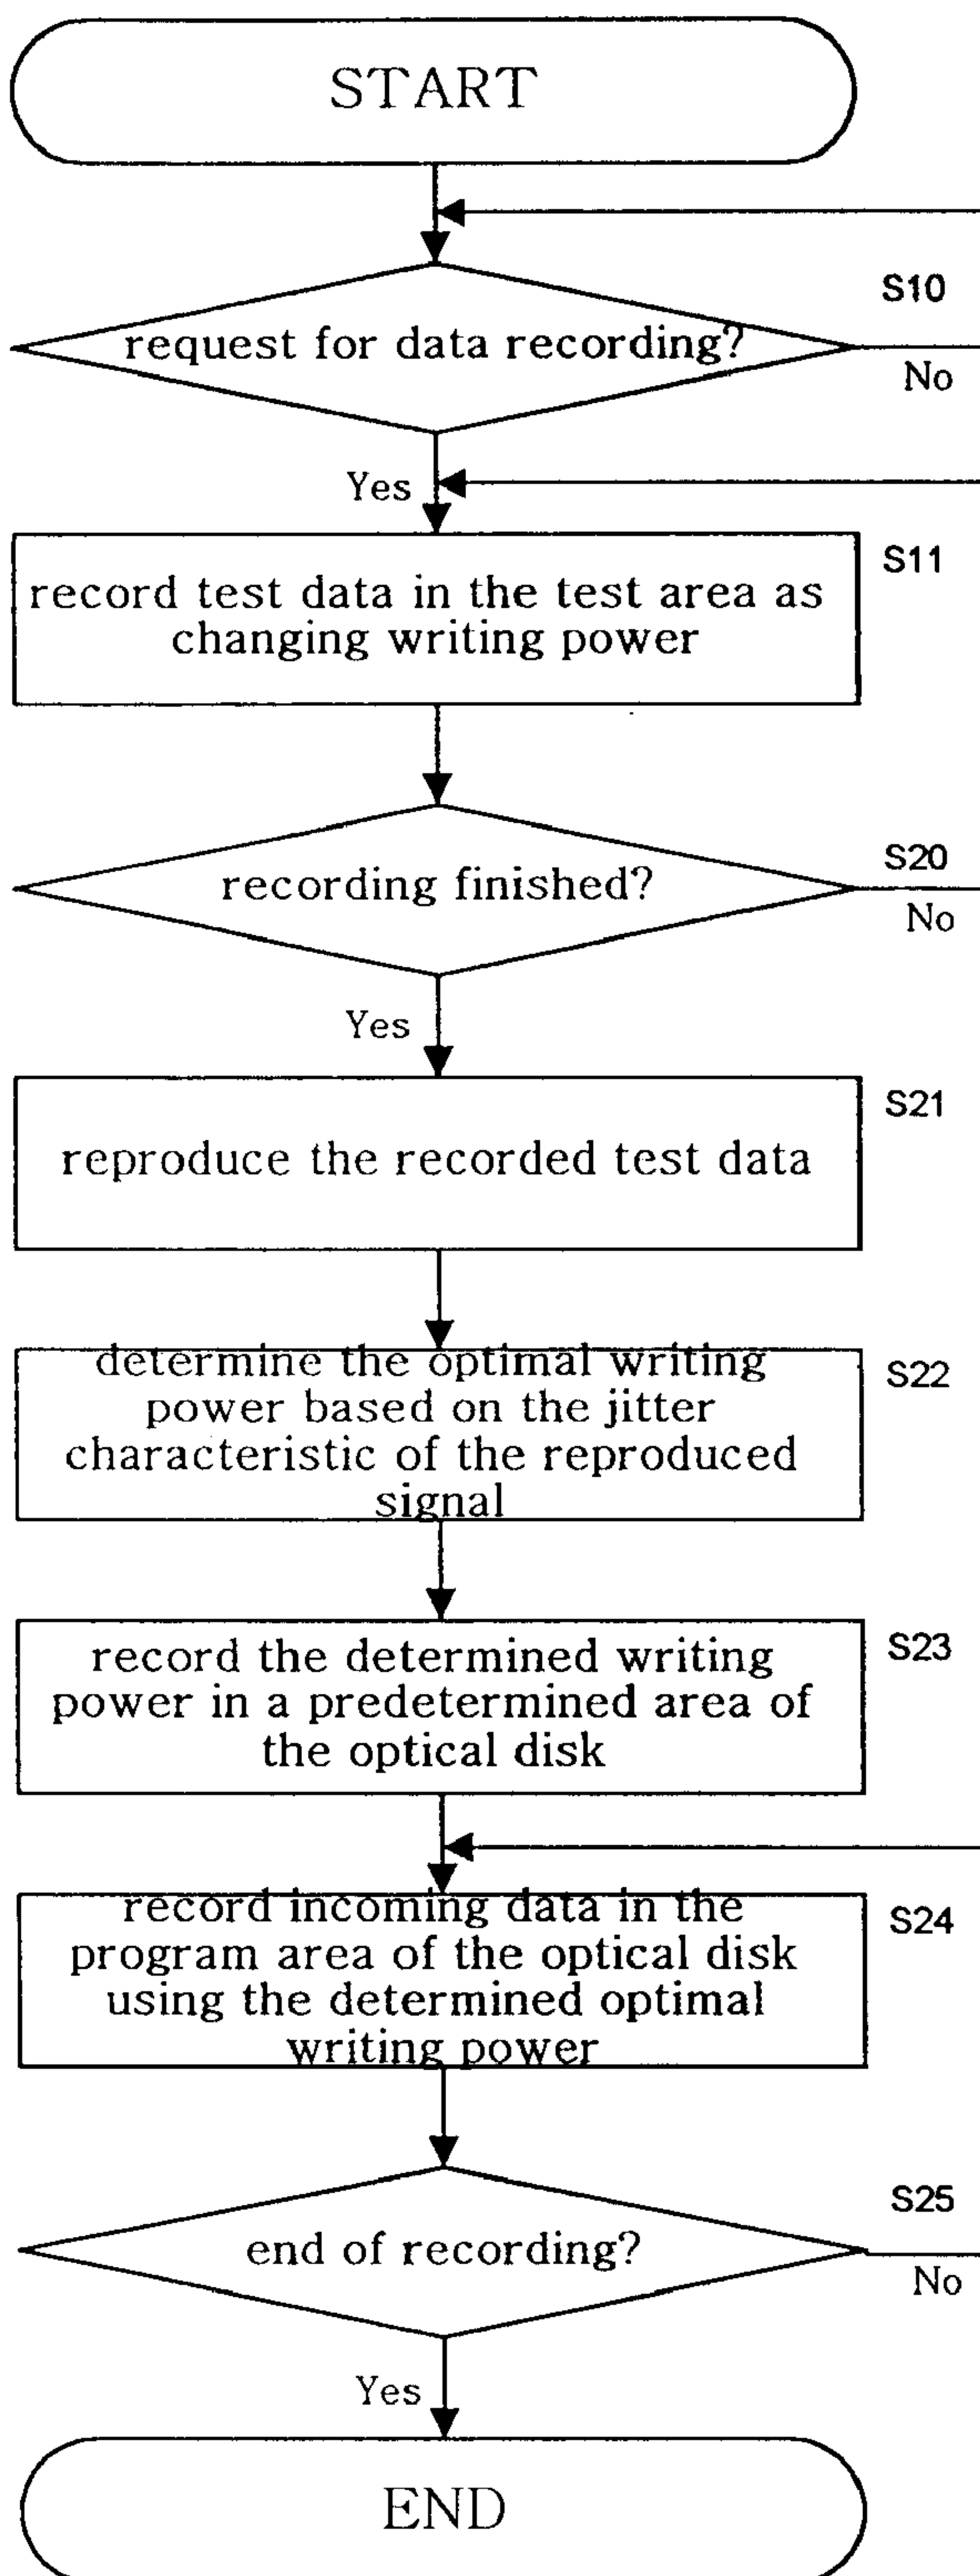 START
S10
request for data recording?
No
Yes
S11
record test data in the test area as
changing writing power
S20
recording finished?
No
Yes
S21
reproduce the recorded test data
S22
determine the optimal writing
power based on the jitter
characteristic of the reproduced
signal
S23
record the determined writing
power in a predetermined area of
the optical disk
S24
record incoming data in the
program area of the optical disk
using the determined optimal
writing power
S25
end of recording?
No
Yes
END